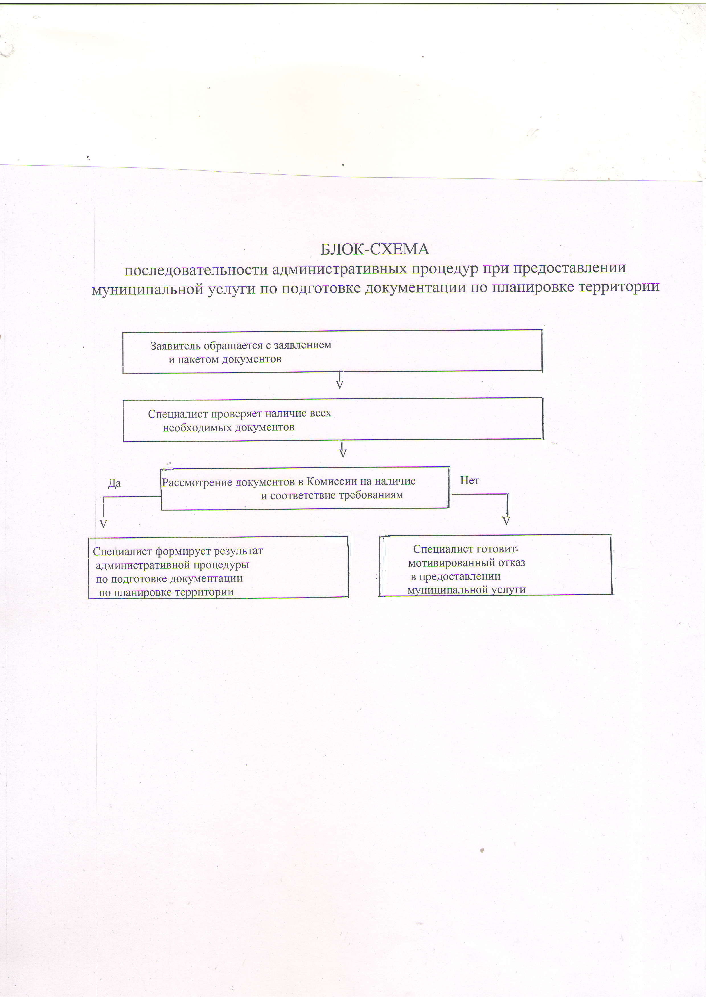 БЛОК-СХЕМА
последовательности административных процедур при предоставлении
муниципальной услуги по подготовке документации по планировке территории
Заявитель обращается с заявлением
и пакетом документов
V
Специалист проверяет наличие всех
необходимых документов
V
Да
Рассмотрение документов в Комиссии на наличие
и соответствие требованиям
Нет
V
V
Специалист формирует результат
административной процедуры
по подготовке документации
по планировке территории
Специалист готовит
мотивированный отказ
в предоставлении
муниципальной услуги